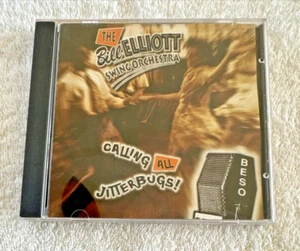 THE
Bill ELLIOTT
SWING ORCHESTRA
CALLING ALL
JITTERBUGS!
BESO